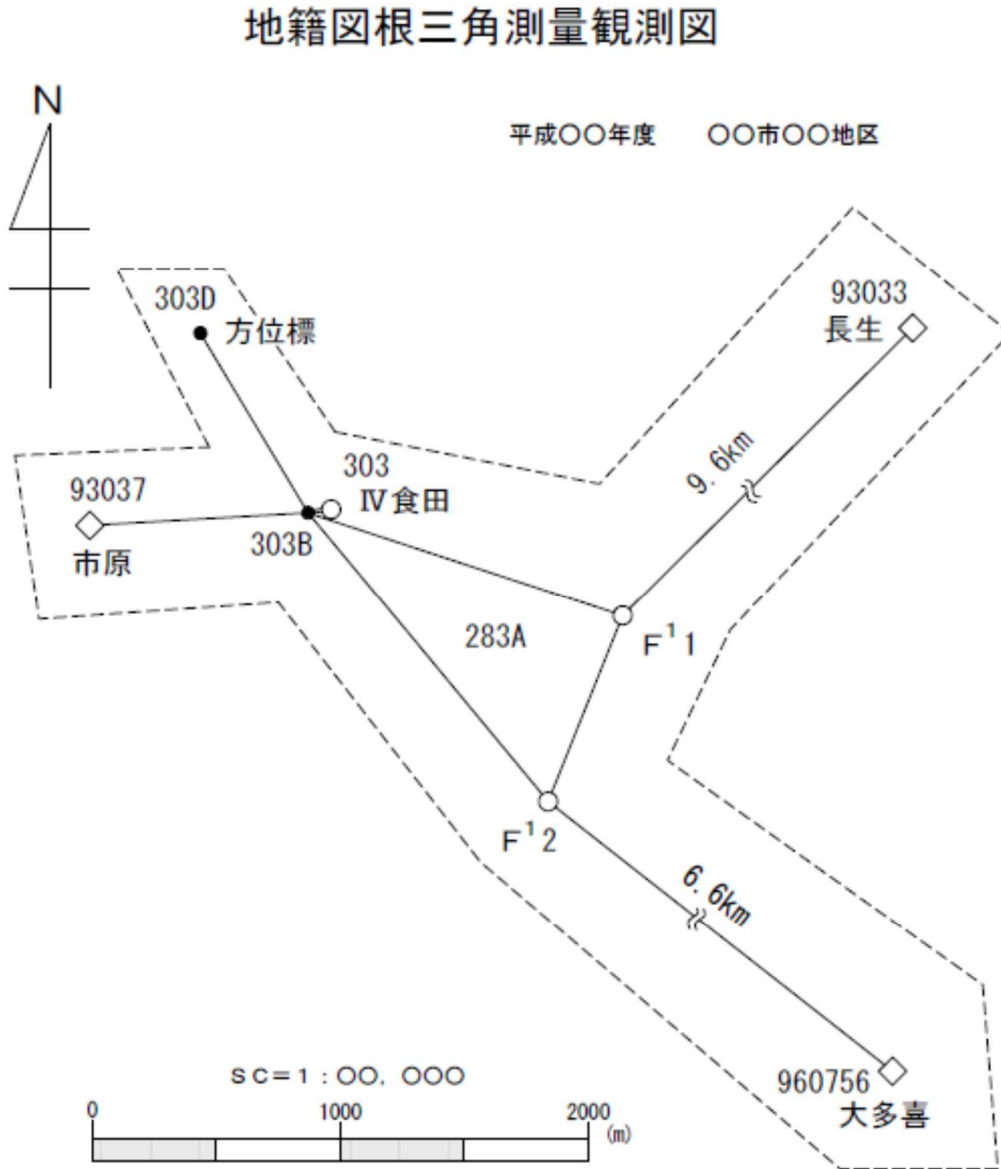 地籍図根三角測量観測図
N
平成〇〇年度 〇〇市〇〇地区
93033
長生
303D
方位標
9.6km
303
Ⅳ食田
93037
市原
303B
283A
F¹1
F¹2
6.6km
960756
大多喜
SC=1:〇〇,〇〇〇
0 1000 2000
(m)